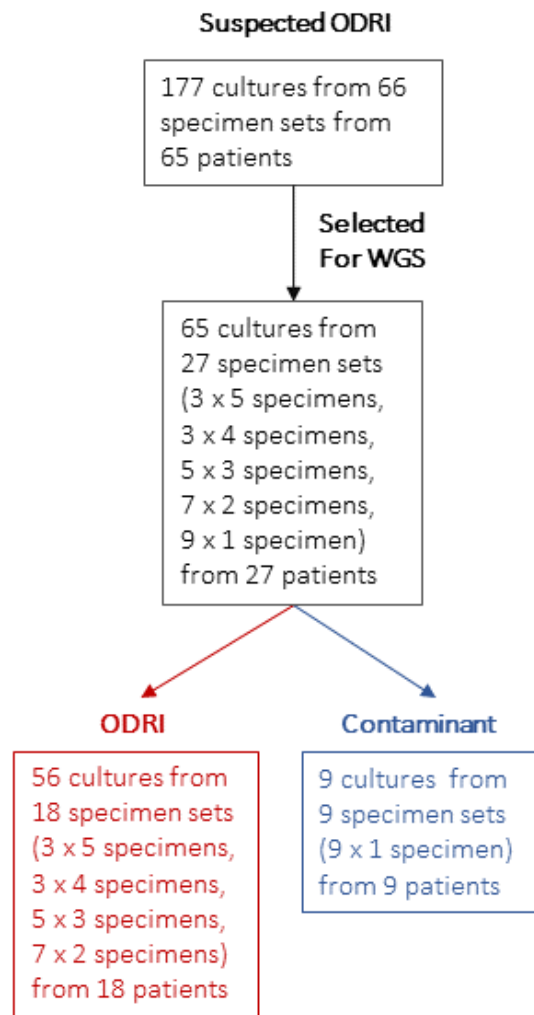 Suspected ODRI
177 cultures from 66
specimen sets from
65 patients
Selected
For WGS
65 cultures from
27 specimen sets
(3 x 5 specimens,
3 x 4 specimens,
5 x 3 specimens,
7 x 2 specimens,
9 x 1 specimen)
from 27 patients
ODRI
56 cultures from
18 specimen sets
(3 x 5 specimens,
3 x 4 specimens,
5 x 3 specimens,
7 x 2 specimens)
from 18 patients
Contaminant
9 cultures from
9 specimen sets
(9 x 1 specimen)
from 9 patients